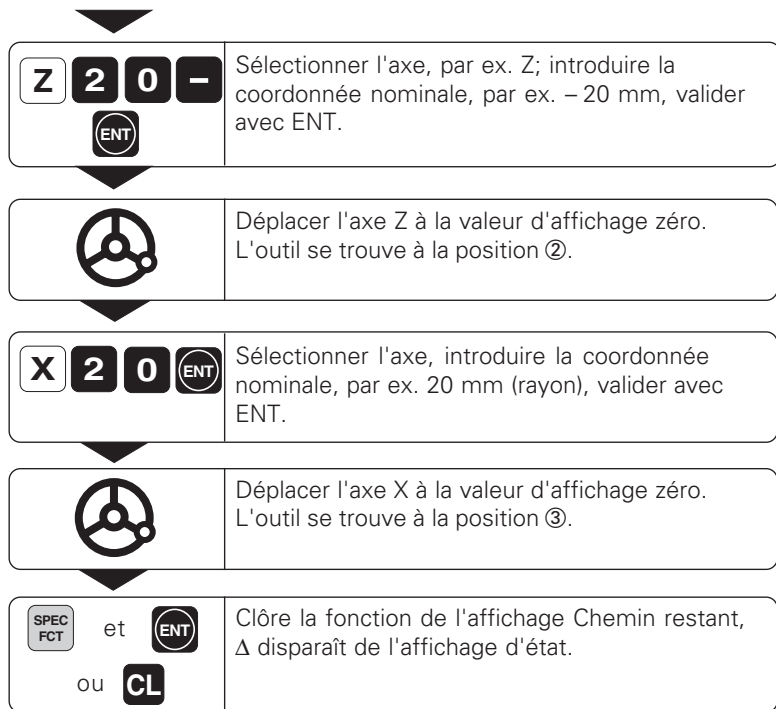 Z 2 0 –
ENT
Sélectionner l'axe, par ex. Z; introduire la
coordonnée nominale, par ex. – 20 mm, valider
avec ENT.
Déplacer l'axe Z à la valeur d'affichage zéro.
L'outil se trouve à la position ②.
X 2 0 ENT
Sélectionner l'axe, introduire la coordonnée
nominale, par ex. 20 mm (rayon), valider avec
ENT.
Déplacer l'axe X à la valeur d'affichage zéro.
L'outil se trouve à la position ③.
SPEC
FCT
et ENT
ou CL
Clôre la fonction de l'affichage Chemin restant,
Δ disparaît de l'affichage d'état.